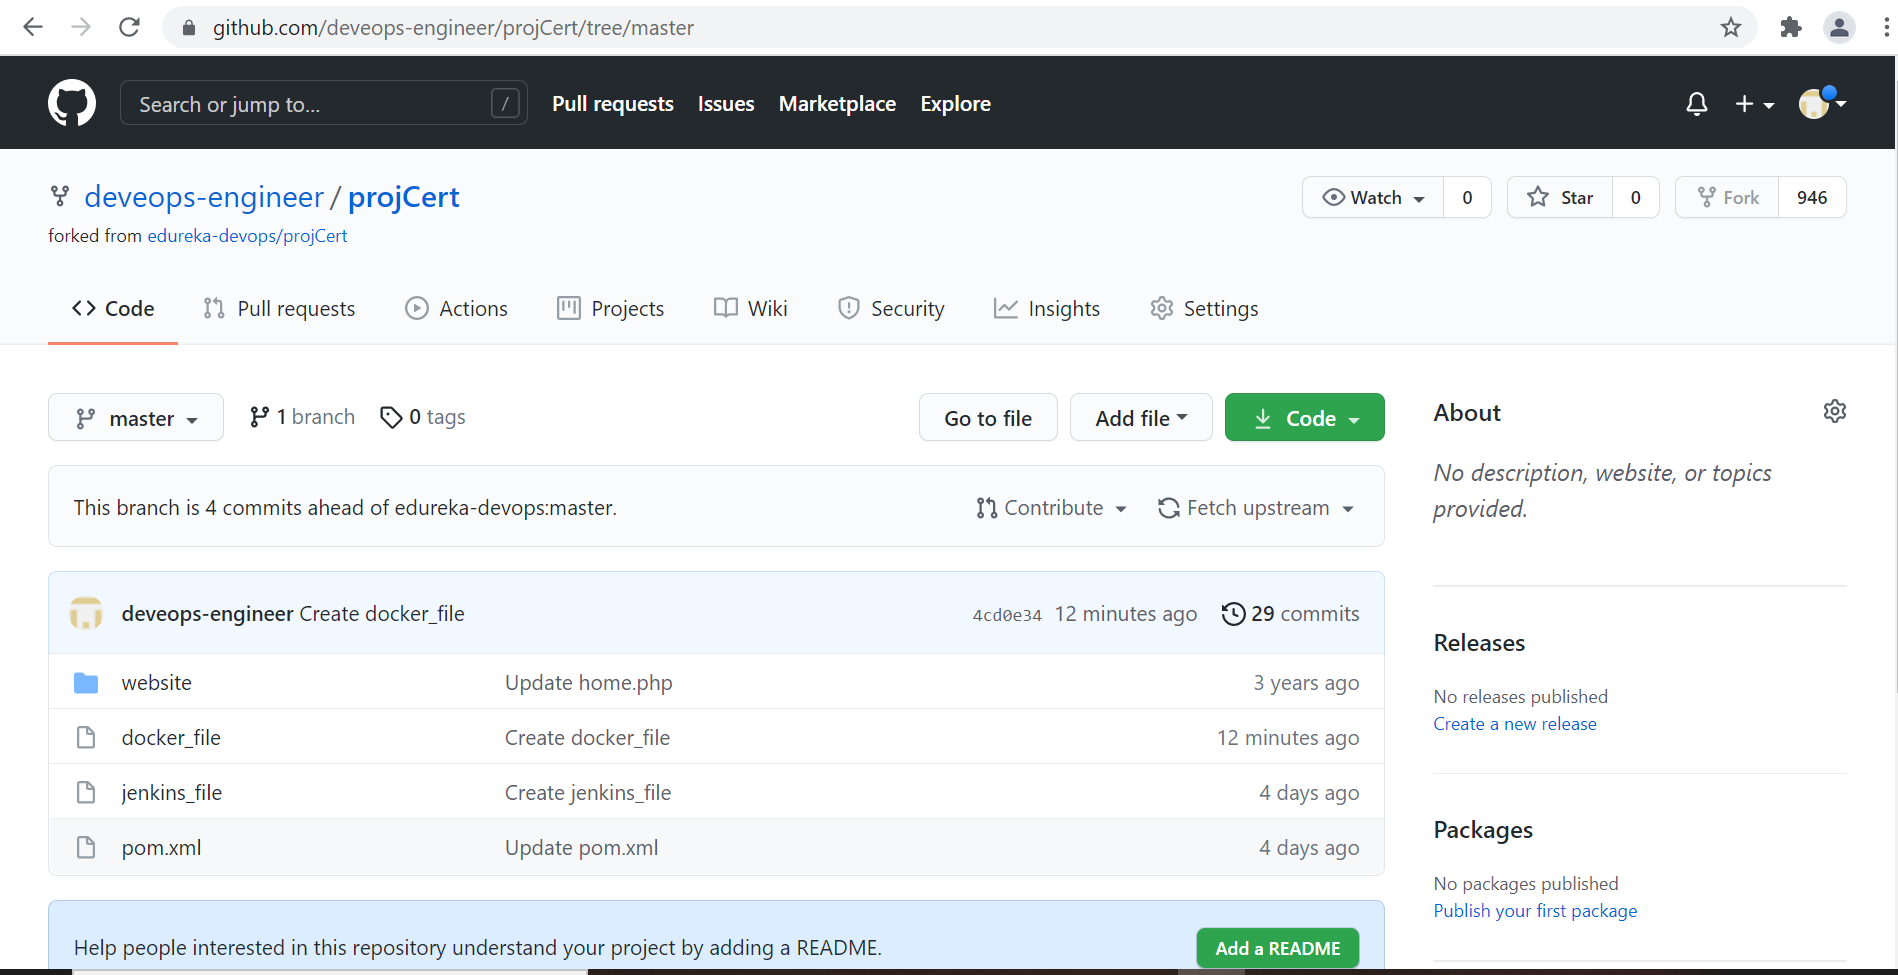 github.com/deveops-engineer/projCert/tree/master
Search or jump to... / Pull requests Issues Marketplace Explore
deveops-engineer / projCert Watch 0 Star 0 Fork 946
forked from edureka-devops/projCert
Code Pull requests Actions Projects Wiki Security Insights Settings
master 1 branch 0 tags Go to file Add file Code
This branch is 4 commits ahead of edureka-devops:master. Contribute Fetch upstream
deveops-engineer Create docker_file 4cd0e34 12 minutes ago 29 commits
website Update home.php 3 years ago
docker_file Create docker_file 12 minutes ago
jenkins_file Create jenkins_file 4 days ago
pom.xml Update pom.xml 4 days ago
Help people interested in this repository understand your project by adding a README. Add a README
About
No description, website, or topics
provided.
Releases
No releases published
Create a new release
Packages
No packages published
Publish your first package